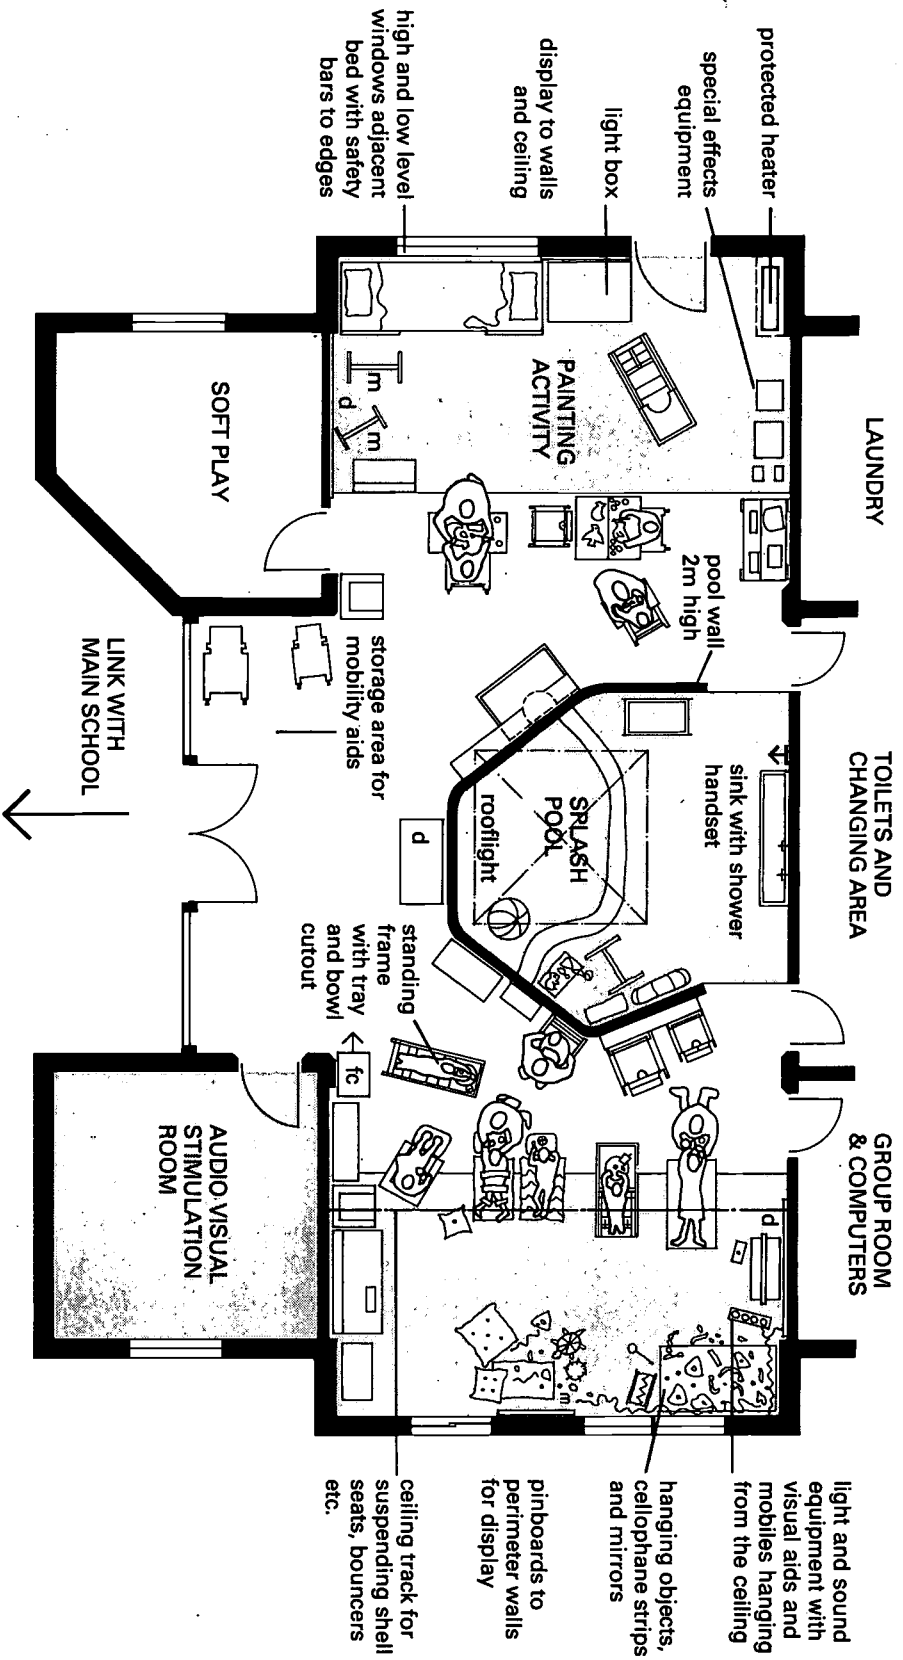 protected heater
special effects
equipment
light box
display to walls
and ceiling
high and low level
windows adjacent
bed with safety
bars to edges
LAUNDRY
TOILETS AND
CHANGING AREA
GROUP ROOM
& COMPUTERS
PAINTING
ACTIVITY
m
d
m
SOFT PLAY
pool wall
2m high
storage area for
mobility aids
LINK WITH
MAIN SCHOOL
sink with shower
handset
SPLASH
POOL
rooflight
d
standing
frame
with tray
and bowl
cutout
fc
AUDIO VISUAL
STIMULATION
ROOM
d
m
light and sound
equipment with
visual aids and
mobiles hanging
from the ceiling
hanging objects,
cellophane strips
and mirrors
pinboards to
perimeter walls
for display
ceiling track for
suspending shell
seats, bouncers
etc.